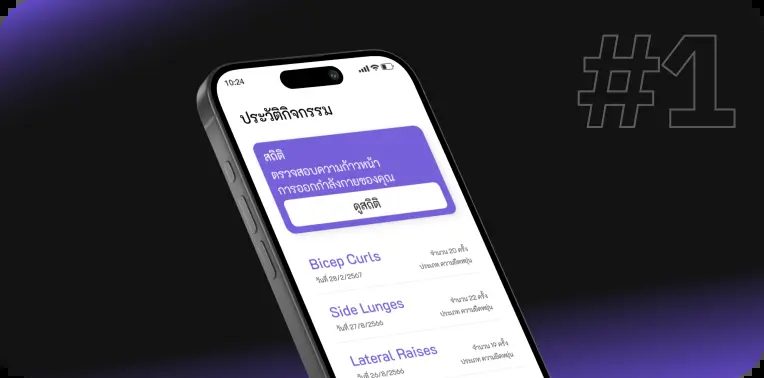 #1
10:24
ประวัติกิจกรรม
สถิติ
ตรวจสอบความก้าวหน้า
การออกกำลังกายของคุณ
ดูสถิติ
Bicep Curls
จำนวน 20 ครั้ง
วันที่ 28/2/2567
ประเภท ความยืดหยุ่น
Side Lunges
จำนวน 22 ครั้ง
วันที่ 27/8/2566
ประเภท ความยืดหยุ่น
Lateral Raises
จำนวน 19 ครั้ง
วันที่ 26/8/2566
ประเภท ความยืดหยุ่น